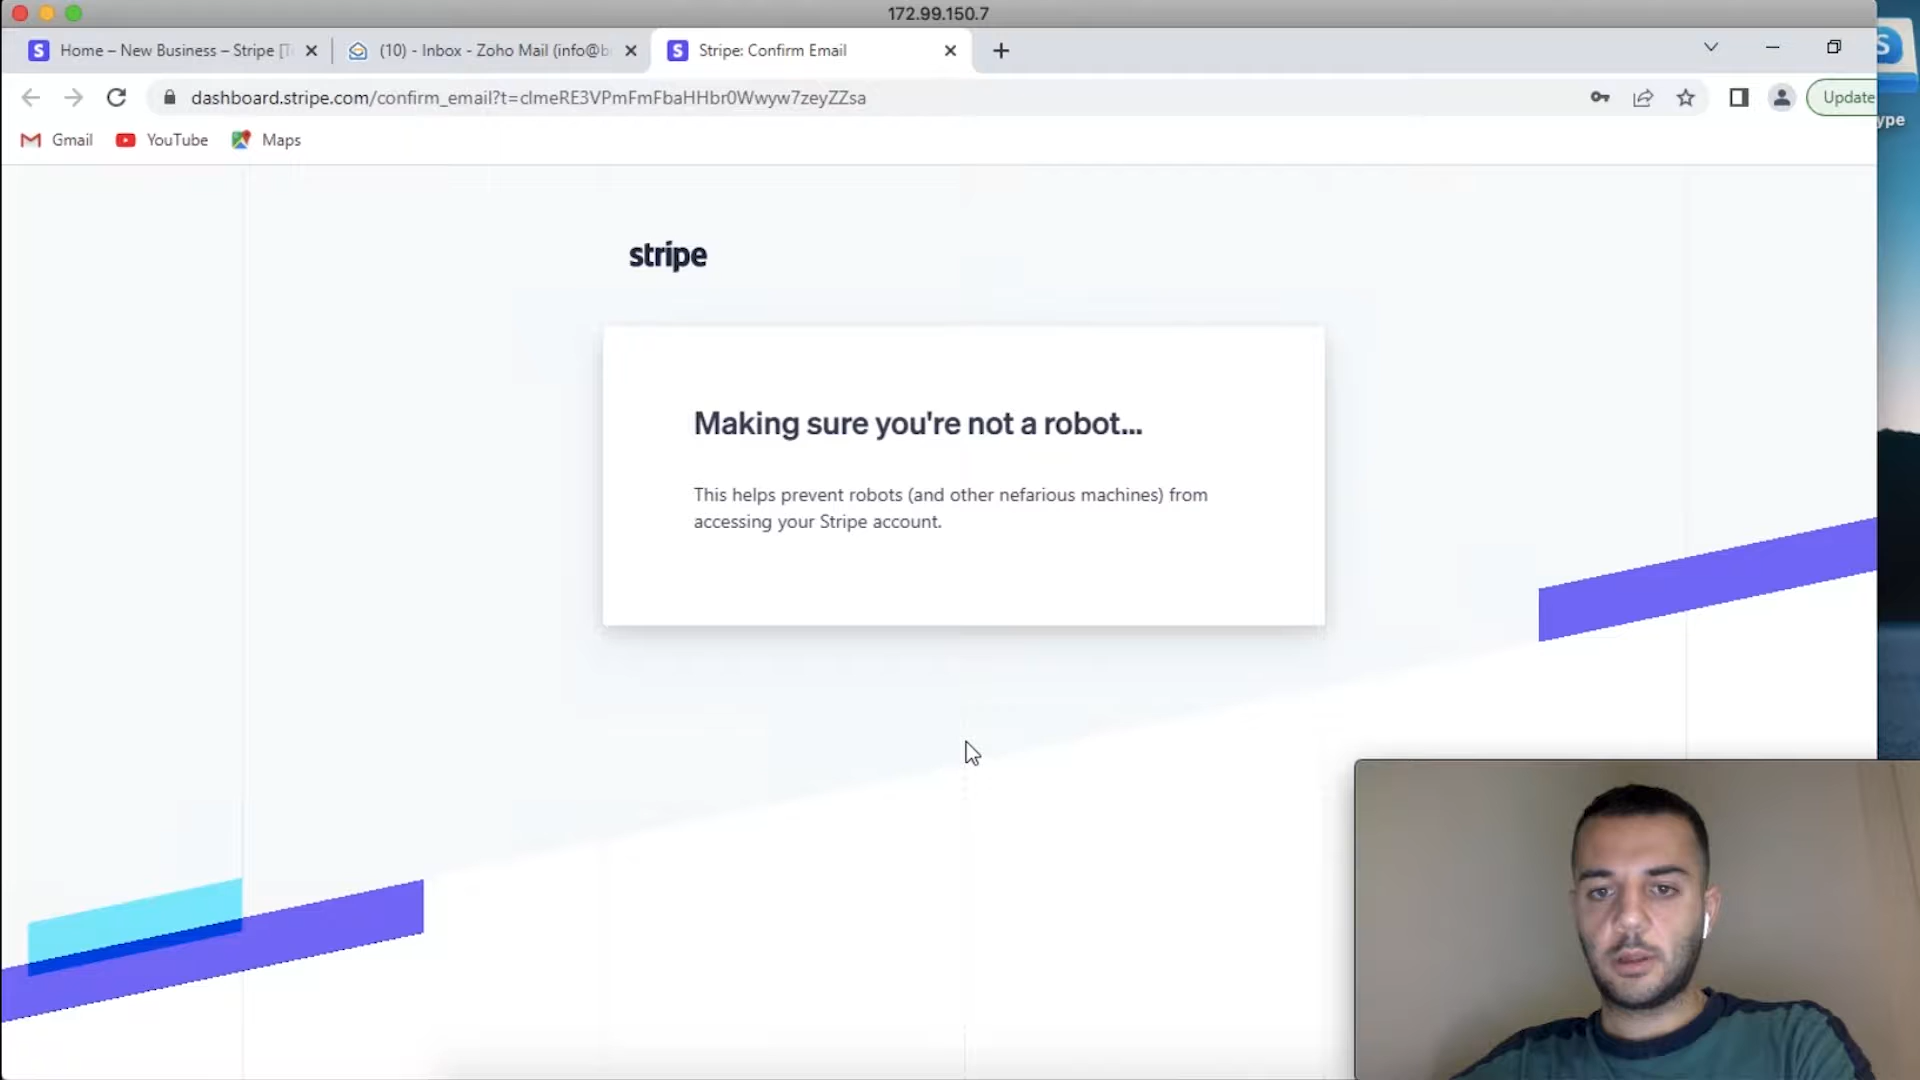 172.99.150.7
Home – New Business – Stripe [T
(10) - Inbox - Zoho Mail (info@b
Stripe: Confirm Email
dashboard.stripe.com/confirm_email?t=clmeRE3VPmFmFbaHHbr0Wwyw7zeyZZsa
Update
ype
Gmail
YouTube
Maps
stripe
Making sure you're not a robot...
This helps prevent robots (and other nefarious machines) from
accessing your Stripe account.